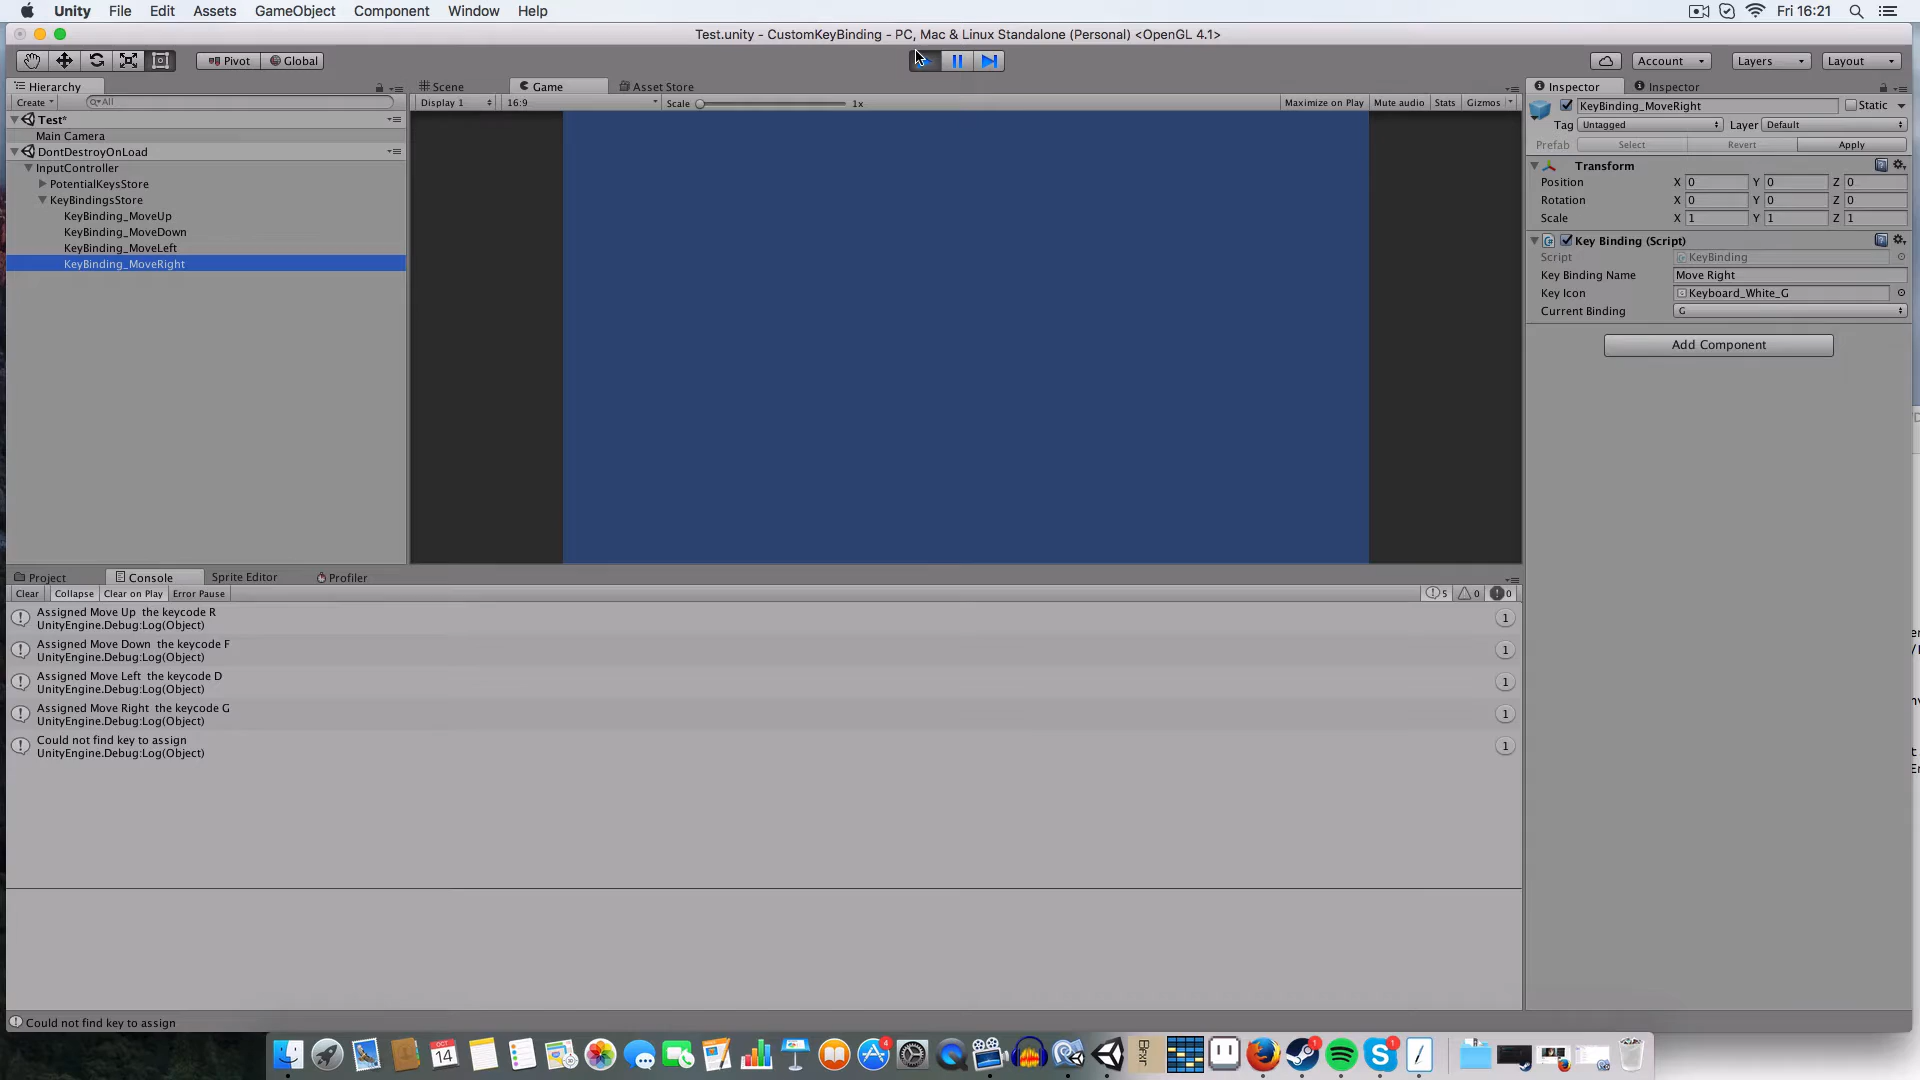 Unity File Edit Assets GameObject Component Window Help Fri 16:21
Test.unity - CustomKeyBinding - PC, Mac & Linux Standalone (Personal) <OpenGL 4.1>
Pivot Global Account Layers Layout
Hierarchy Scene Game Asset Store Inspector Inspector
Create All Display 1 16:9 Scale 1x Maximize on Play Mute audio Stats Gizmos
KeyBinding_MoveRight Static
Test*
Tag Untagged Layer Default
Main Camera
Prefab Select Revert Apply
DontDestroyOnLoad
InputController
Transform
PotentialKeysStore
Position X 0 Y 0 Z 0
KeyBindingsStore
Rotation X 0 Y 0 Z 0
KeyBinding_MoveUp
Scale X 1 Y 1 Z 1
KeyBinding_MoveDown
Key Binding (Script)
KeyBinding_MoveLeft
Script KeyBinding
KeyBinding_MoveRight
Key Binding Name Move Right
Key Icon Keyboard_White_G
Current Binding G
Add Component
Project Console Sprite Editor Profiler
Clear Collapse Clear on Play Error Pause 5 0 0
Assigned Move Up the keycode R
UnityEngine.Debug:Log(Object) 1
Assigned Move Down the keycode F
UnityEngine.Debug:Log(Object) 1
Assigned Move Left the keycode D
UnityEngine.Debug:Log(Object) 1
Assigned Move Right the keycode G
UnityEngine.Debug:Log(Object) 1
Could not find key to assign
UnityEngine.Debug:Log(Object) 1
Could not find key to assign
OCT
14
4
1
1
Bfxr